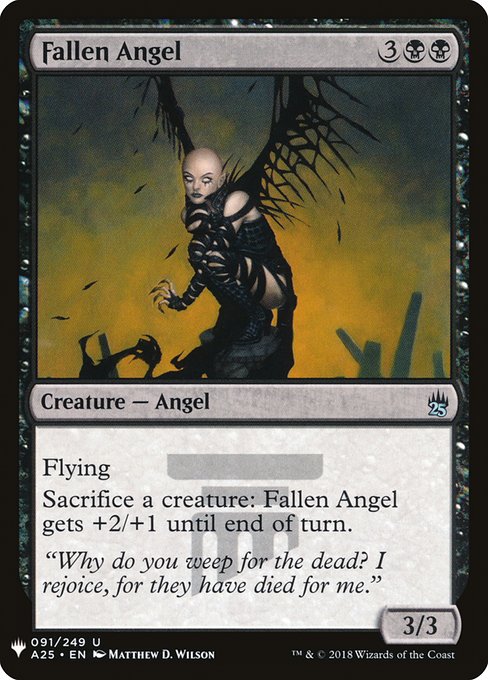 Fallen Angel 3
Creature — Angel
25
Flying
Sacrifice a creature: Fallen Angel
gets +2/+1 until end of turn.
“Why do you weep for the dead? I
rejoice, for they have died for me.”
3/3
091/249 U
A25 • EN Matthew D. Wilson
™ & © 2018 Wizards of the Coast